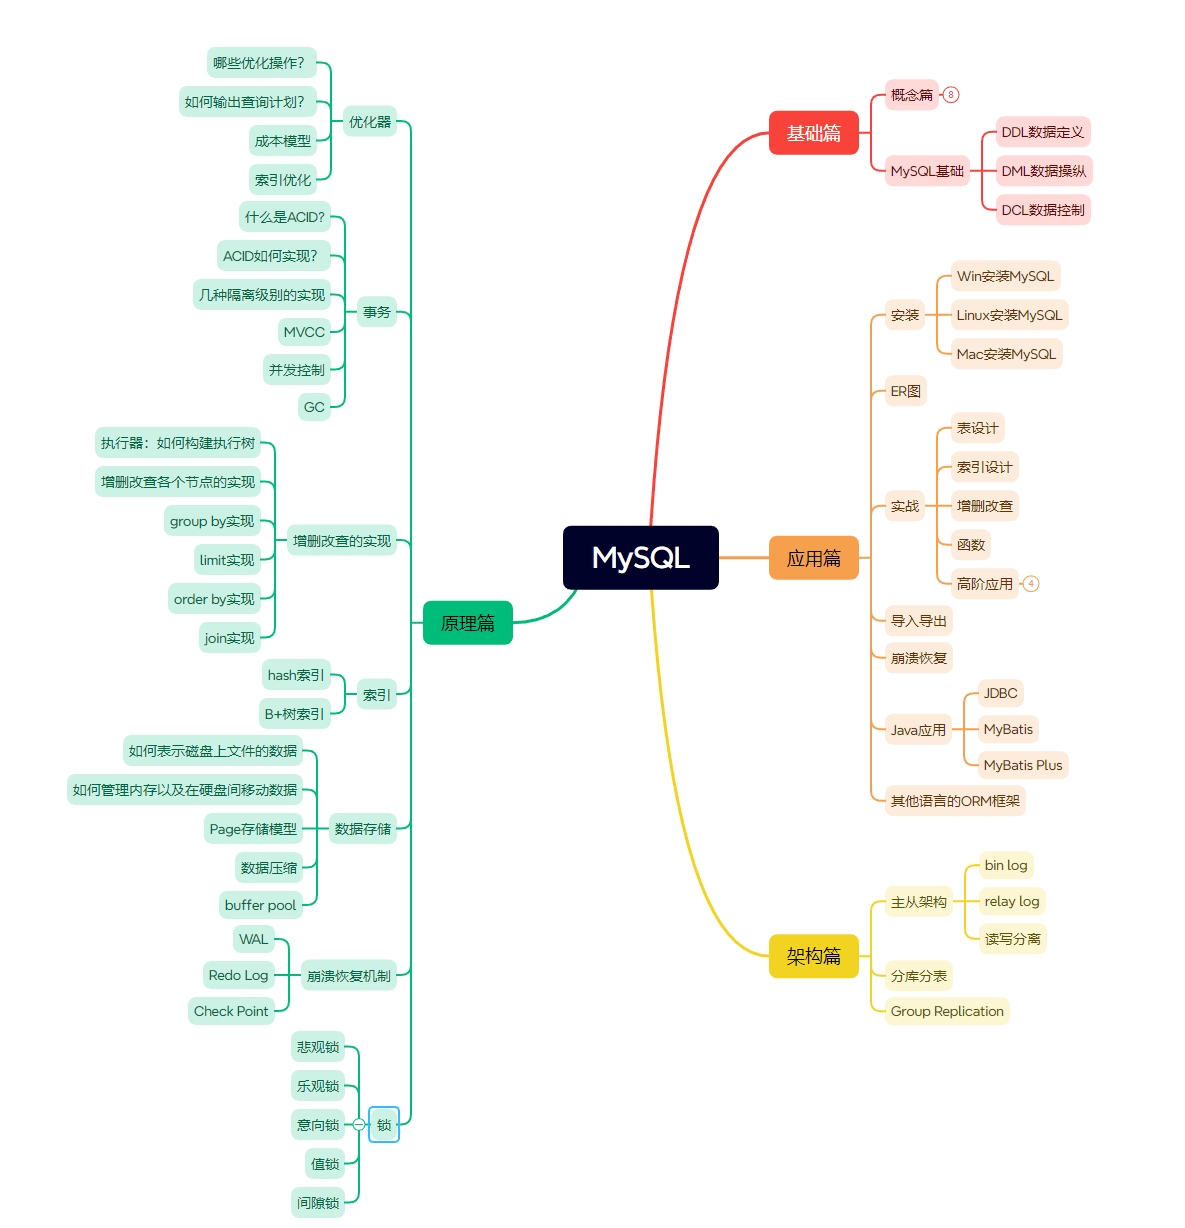 MySQL
基础篇
概念篇
8
MySQL基础
DDL数据定义
DML数据操纵
DCL数据控制
应用篇
安装
Win安装MySQL
Linux安装MySQL
Mac安装MySQL
ER图
实战
表设计
索引设计
增删改查
函数
高阶应用
4
导入导出
崩溃恢复
Java应用
JDBC
MyBatis
MyBatis Plus
其他语言的ORM框架
架构篇
主从架构
bin log
relay log
读写分离
分库分表
Group Replication
原理篇
优化器
哪些优化操作？
如何输出查询计划？
成本模型
索引优化
事务
什么是ACID?
ACID如何实现？
几种隔离级别的实现
MVCC
并发控制
GC
增删改查的实现
执行器：如何构建执行树
增删改查各个节点的实现
group by实现
limit实现
order by实现
join实现
索引
hash索引
B+树索引
数据存储
如何表示磁盘上文件的数据
如何管理内存以及在硬盘间移动数据
Page存储模型
数据压缩
buffer pool
崩溃恢复机制
WAL
Redo Log
Check Point
锁
悲观锁
乐观锁
意向锁
值锁
间隙锁